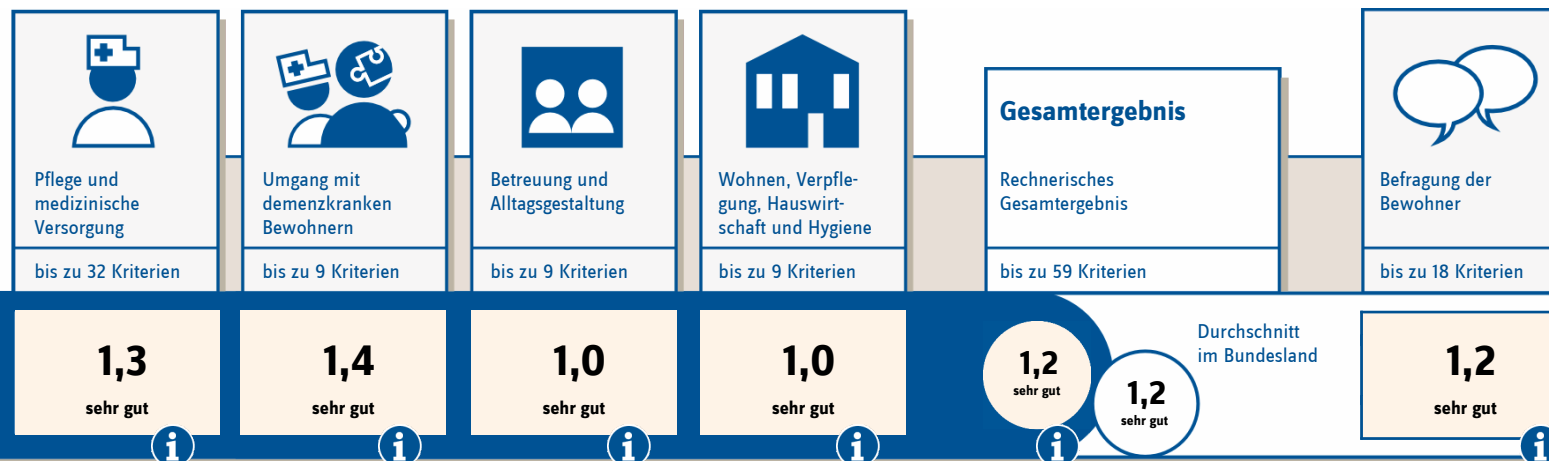 Pflege und
medizinische
Versorgung
bis zu 32 Kriterien
1,3
sehr gut
i
Umgang mit
demenzkranken
Bewohnern
bis zu 9 Kriterien
1,4
sehr gut
i
Betreuung und
Alltagsgestaltung
bis zu 9 Kriterien
1,0
sehr gut
i
Wohnen, Verpfle-
gung, Hauswirt-
schaft und Hygiene
bis zu 9 Kriterien
1,0
sehr gut
i
Gesamtergebnis
Rechnerisches
Gesamtergebnis
bis zu 59 Kriterien
1,2
sehr gut
i
Durchschnitt
im Bundesland
1,2
sehr gut
Befragung der
Bewohner
bis zu 18 Kriterien
1,2
sehr gut
i